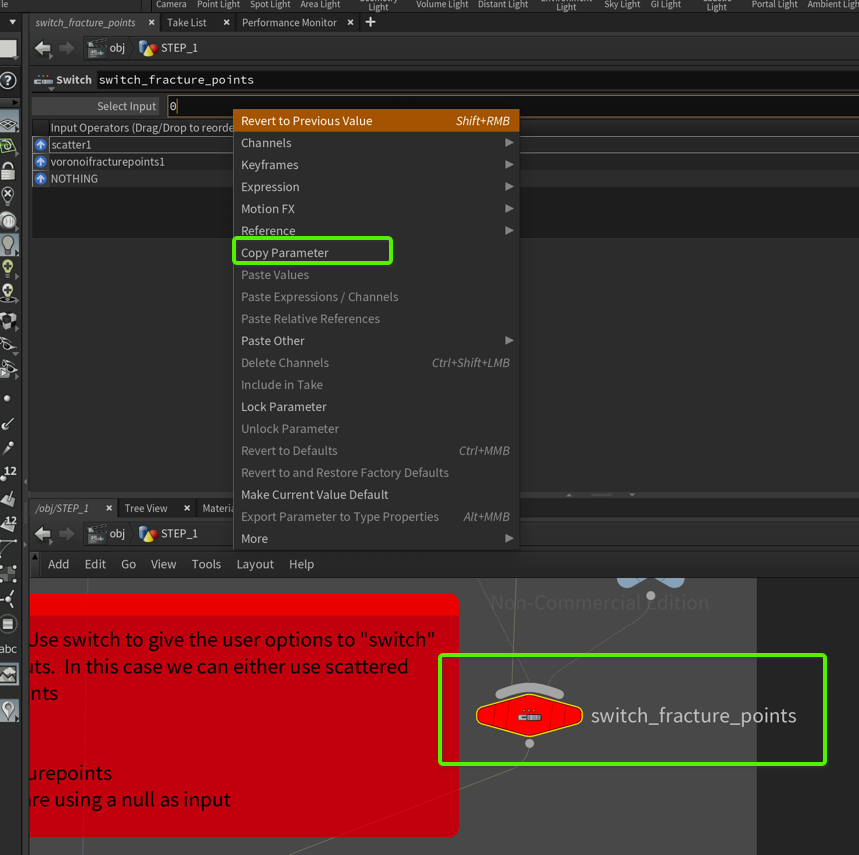 le
Camera
Point Light
Spot Light
Area Light
Geometry
Light
Volume Light
Distant Light
Environment
Light
Sky Light
GI Light
Light
Portal Light
Ambient Ligh
switch_fracture_points
Take List
Performance Monitor
obj
STEP_1
Switch switch_fracture_points
Select Input
0
Input Operators (Drag/Drop to reorde
scatter1
voronoifracturepoints1
NOTHING
Revert to Previous Value
Shift+RMB
Channels
Keyframes
Expression
Motion FX
Reference
Copy Parameter
Paste Values
Paste Expressions / Channels
Paste Relative References
Paste Other
Delete Channels
Ctrl+Shift+LMB
Include in Take
Lock Parameter
Unlock Parameter
Revert to Defaults
Ctrl+MMB
Revert to and Restore Factory Defaults
Make Current Value Default
Export Parameter to Type Properties
Alt+MMB
More
12
12
abc
/obj/STEP_1
Tree View
Materia
obj
STEP_1
Add
Edit
Go
View
Tools
Layout
Help
Non-Commercial Edition
Use switch to give the user options to "switch"
uts. In this case we can either use scattered
nts
switch_fracture_points
urepoints
re using a null as input